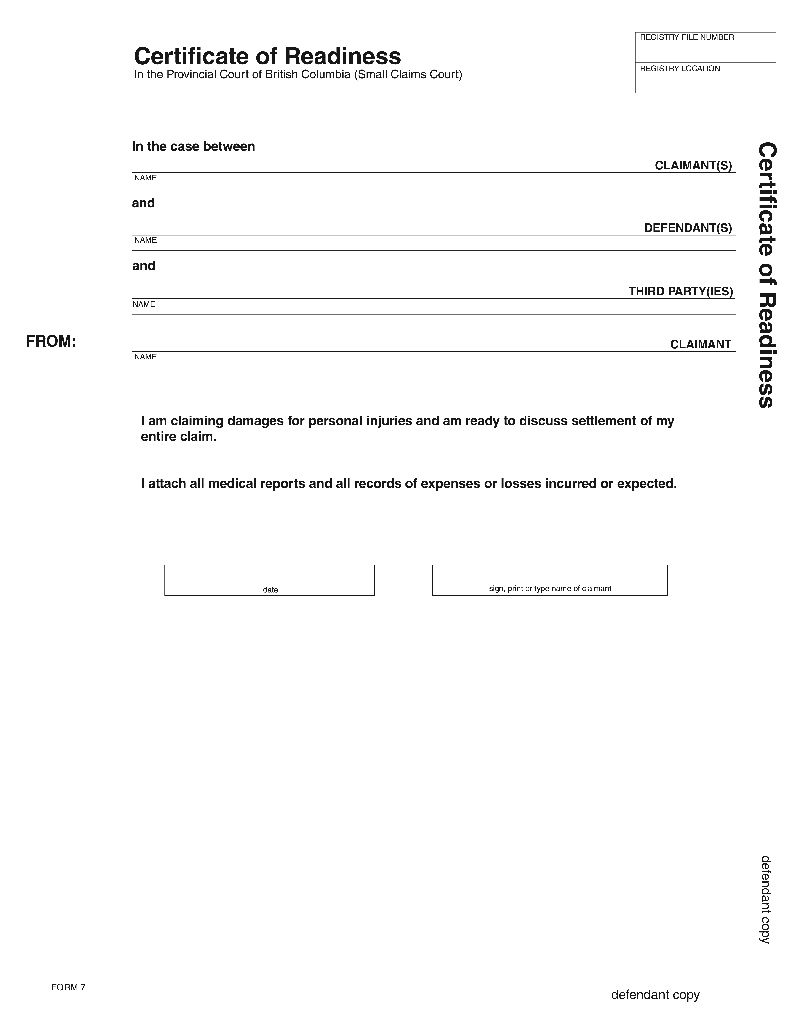 REGISTRY FILE NUMBER
Certificate of Readiness
In the Provincial Court of British Columbia (Small Claims Court)
REGISTRY LOCATION
In the case between
CLAIMANT(S)
NAME
and
DEFENDANT(S)
NAME
and
THIRD PARTY(IES)
NAME
FROM:
CLAIMANT
NAME
Certificate of Readiness
I am claiming damages for personal injuries and am ready to discuss settlement of my
entire claim.
I attach all medical reports and all records of expenses or losses incurred or expected.
date
sign, print or type name of claimant
defendant copy
FORM 7
defendant copy